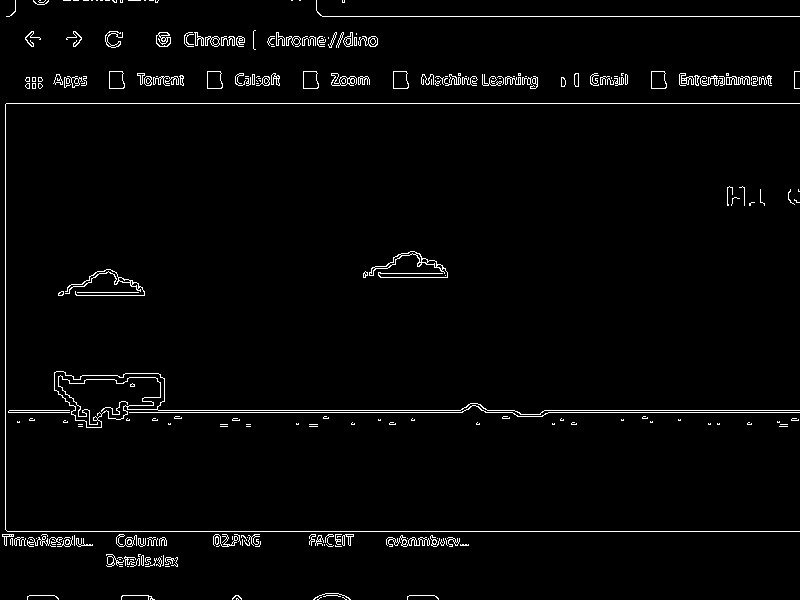 Chrome | chrome://dino
Apps Torrent Calsoft Zoom Machine Learning Gmail Entertainment
HI
TimerResolu... Column 02.PNG FACEIT cvbnmbvcv...
Details.xlsx